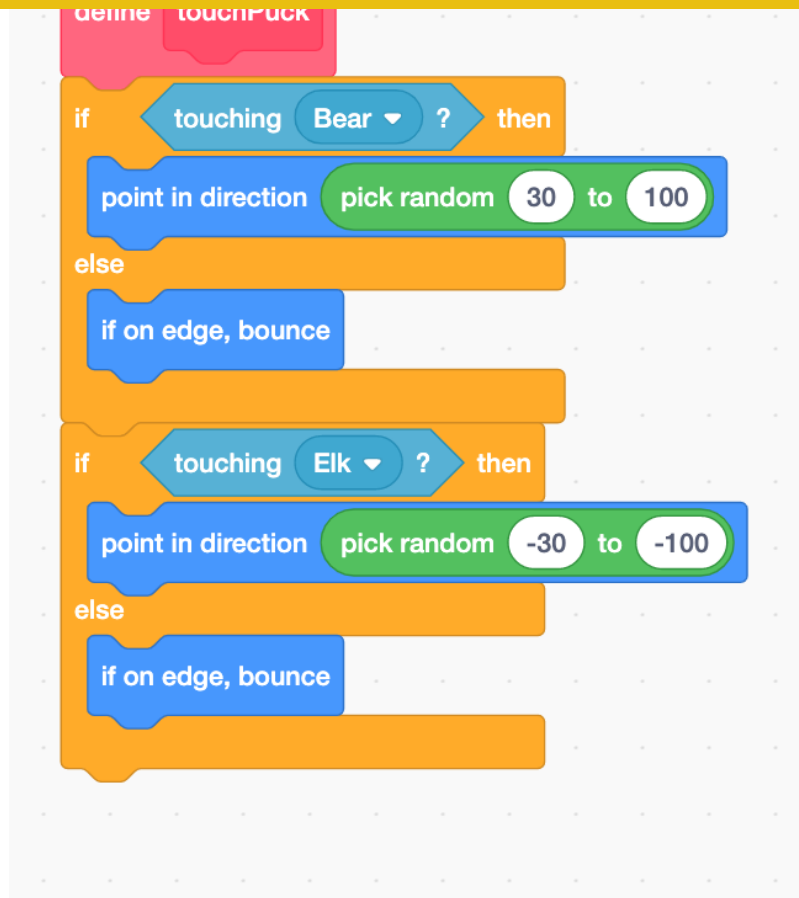 define touchPuck
if touching Bear ? then
point in direction pick random 30 to 100
else
if on edge, bounce
if touching Elk ? then
point in direction pick random -30 to -100
else
if on edge, bounce